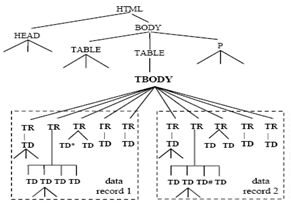 HTML
HEAD BODY
TABLE TABLE P
TBODY
TR TR TR TR TR TR TR TR TR TR
TD TD* TD TD TD TD TD TD TD TD
TD TD TD TD TD TD TD* TD
data data
record 1 record 2